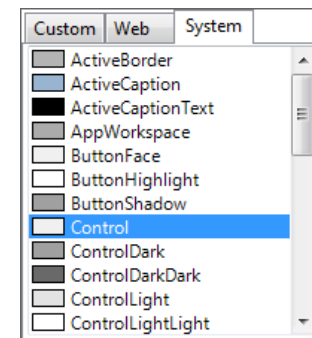 Custom Web System
ActiveBorder
ActiveCaption
ActiveCaptionText
AppWorkspace
ButtonFace
ButtonHighlight
ButtonShadow
Control
ControlDark
ControlDarkDark
ControlLight
ControlLightLight